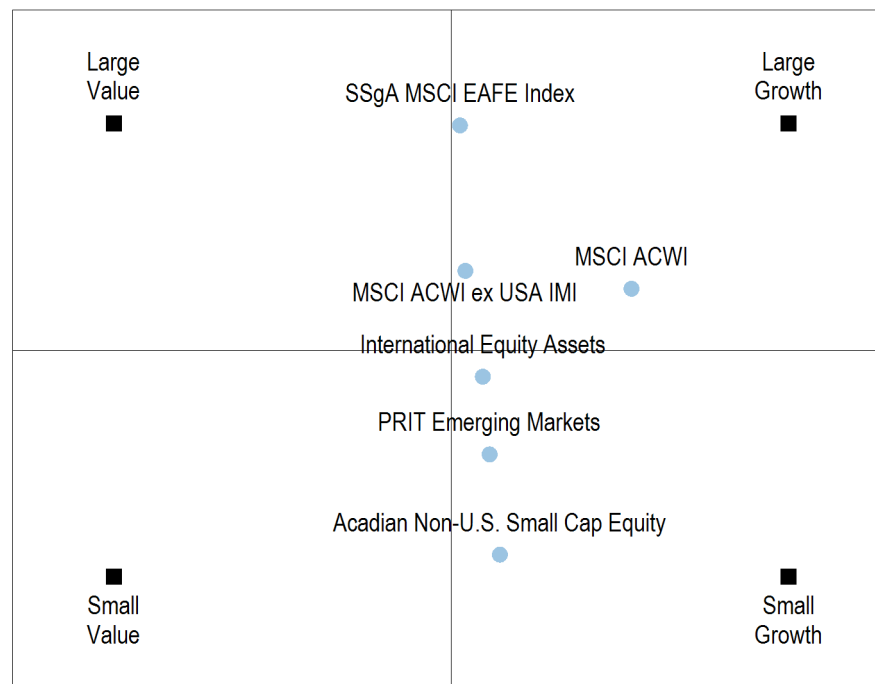 Large
Value
SSgA MSCI EAFE Index
Large
Growth
MSCI ACWI
MSCI ACWI ex USA IMI
International Equity Assets
PRIT Emerging Markets
Acadian Non-U.S. Small Cap Equity
Small
Value
Small
Growth